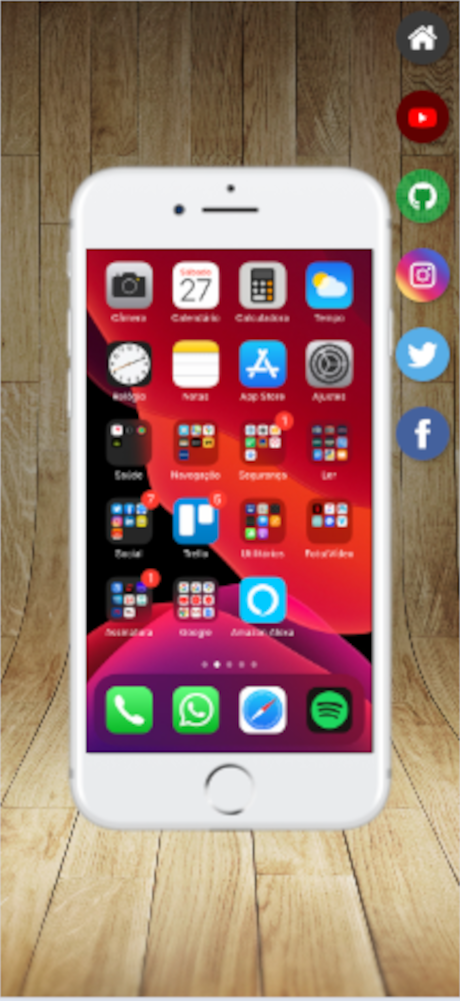 Sábado
27
Câmera Calendário Calculadora Tempo
Relógio Notas App Store Ajustes
1
Saúde Navegação Segurança Ler
7 6
Social Trello Utilitários Foto/Vídeo
1
Assinatura Google Amazon Alexa
f